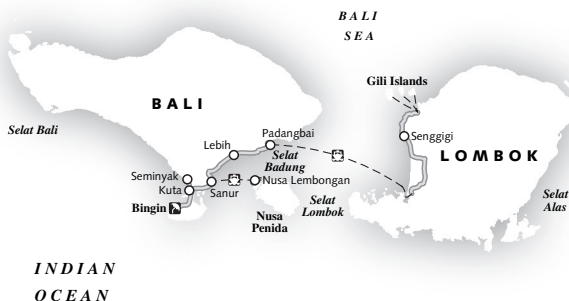 BALI
SEA
Gili Islands
BALI
Selat Bali
Padangbai
Lebih
Senggigi
Selat
Badung
LOMBOK
Seminyak
Nusa Lembongan
Kuta
Sanur
Selat
Alas
Bingin
Nusa
Penida
Selat
Lombok
INDIAN
OCEAN